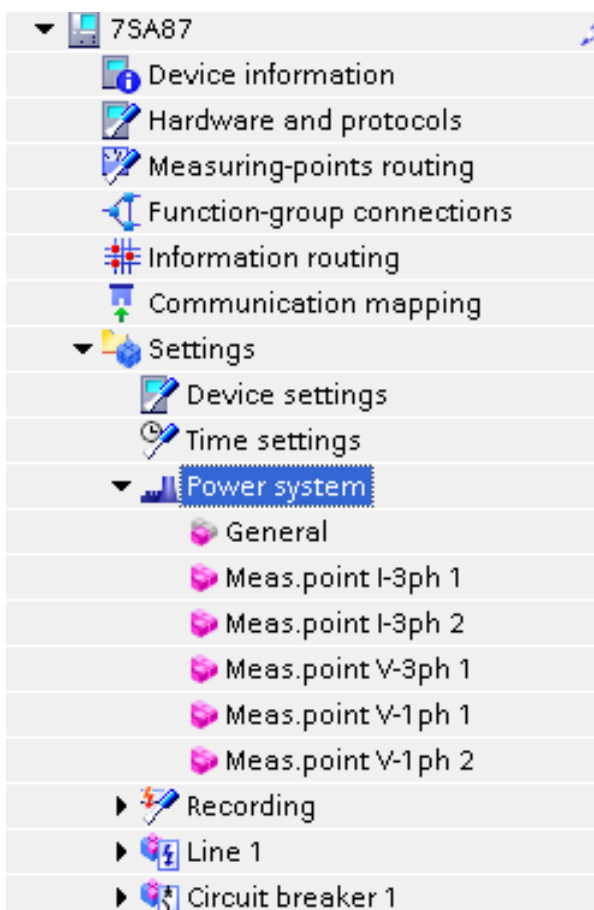 7SA87
Device information
Hardware and protocols
Measuring-points routing
Function-group connections
Information routing
Communication mapping
Settings
Device settings
Time settings
Power system
General
Meas.point I-3ph 1
Meas.point I-3ph 2
Meas.point V-3ph 1
Meas.point V-1ph 1
Meas.point V-1ph 2
Recording
Line 1
Circuit breaker 1